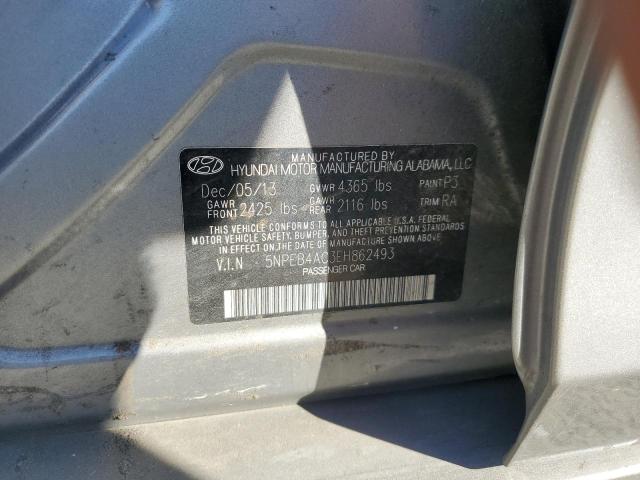 MANUFACTURED BY
HYUNDAI MOTOR MANUFACTURING ALABAMA, LLC
Dec/05/13 GVWR 4365 lbs PAINT P3
GAWR FRONT 2425 lbs GAWR REAR 2116 lbs TRIM RA
THIS VEHICLE CONFORMS TO ALL APPLICABLE U.S.A. FEDERAL
MOTOR VEHICLE SAFETY, BUMPER, AND THEFT PREVENTION STANDARDS
IN EFFECT ON THE DATE OF MANUFACTURE SHOWN ABOVE.
V.I.N 5NPEB4AC3EH862493
PASSENGER CAR